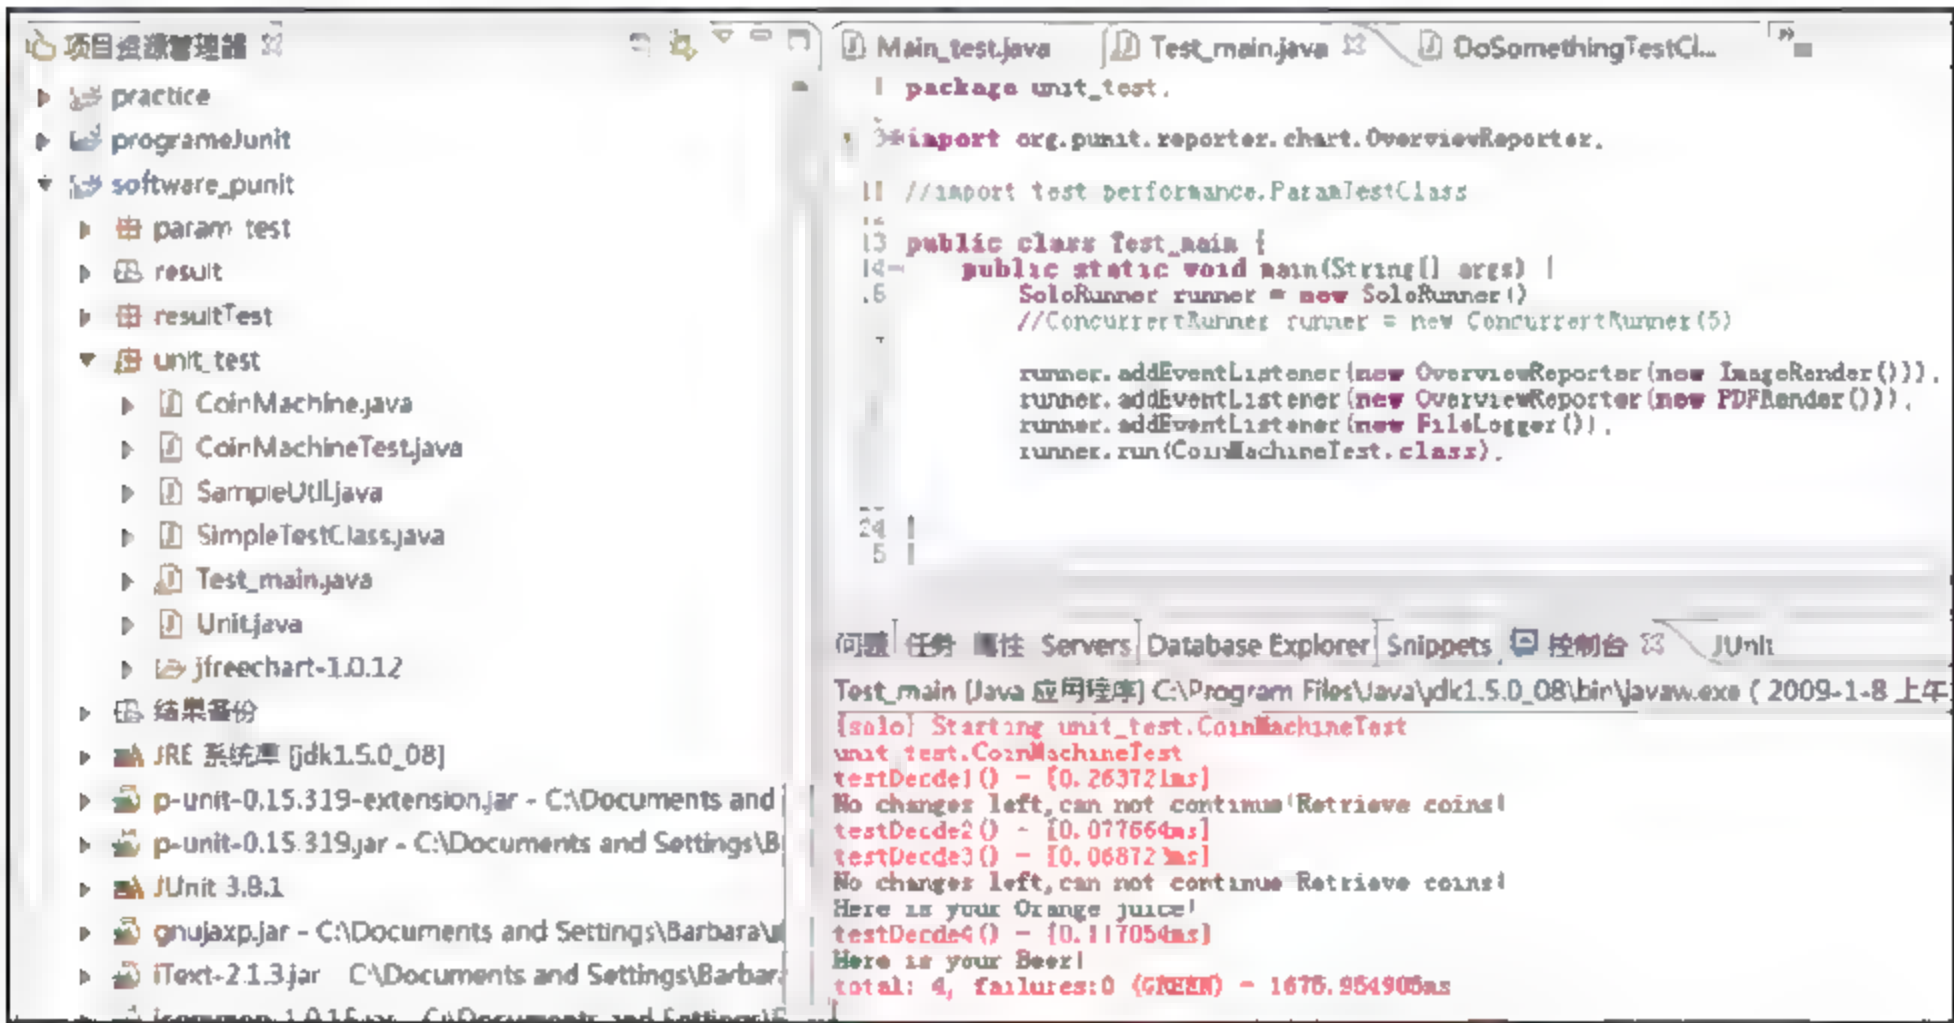 项目资源管理器
practice
programeJunit
software_punit
param_test
result
resultTest
unit_test
CoinMachine.java
CoinMachineTest.java
SampleUtil.java
SimpleTestClass.java
Test_main.java
Unit.java
jfreechart-1.0.12
结果备份
JRE 系统库 [jdk1.5.0_08]
p-unit-0.15.319-extension.jar - C:\Documents and
p-unit-0.15.319.jar - C:\Documents and Settings\B
JUnit 3.8.1
gnujaxp.jar - C:\Documents and Settings\Barbara\
iText-2.1.3.jar C:\Documents and Settings\Barbar
Main_test.java Test_main.java DoSomethingTestCl...
1 package unit_test.
import org.punit.reporter.chart.OverviewReporter.
11 //import test performance.ParamTestClass
13 public class Test_main {
14 public static void main(String[] args) {
SoloRunner runner = new SoloRunner()
//ConcurrertRunner runner = new ConcurrertRunner(5)
runner.addEventListener(new OverviewReporter(new ImageRender())).
runner.addEventListener(new OverviewReporter(new PDFRender())).
runner.addEventListener(new FileLogger()).
runner.run(CoinMachineTest.class).
24
5
问题 任务 属性 Servers Database Explorer Snippets 控制台 JUnit
Test_main [Java 应用程序] C:\Program Files\Java\jdk1.5.0_08\bin\javaw.exe ( 2009-1-8 上午
[solo] Starting unit_test.CoinMachineTest
unit_test.CoinMachineTest
testDecde1() - [0.263721ms]
No changes left,can not continue!Retrieve coins!
testDecde2() - [0.077664ms]
testDecde3() - [0.068723ms]
No changes left,can not continue Retrieve coins!
Here is your Orange juice!
testDecde4() - [0.117054ms]
Here is your Beer!
total: 4, failures:0 (GREEN) - 1675.954905ms